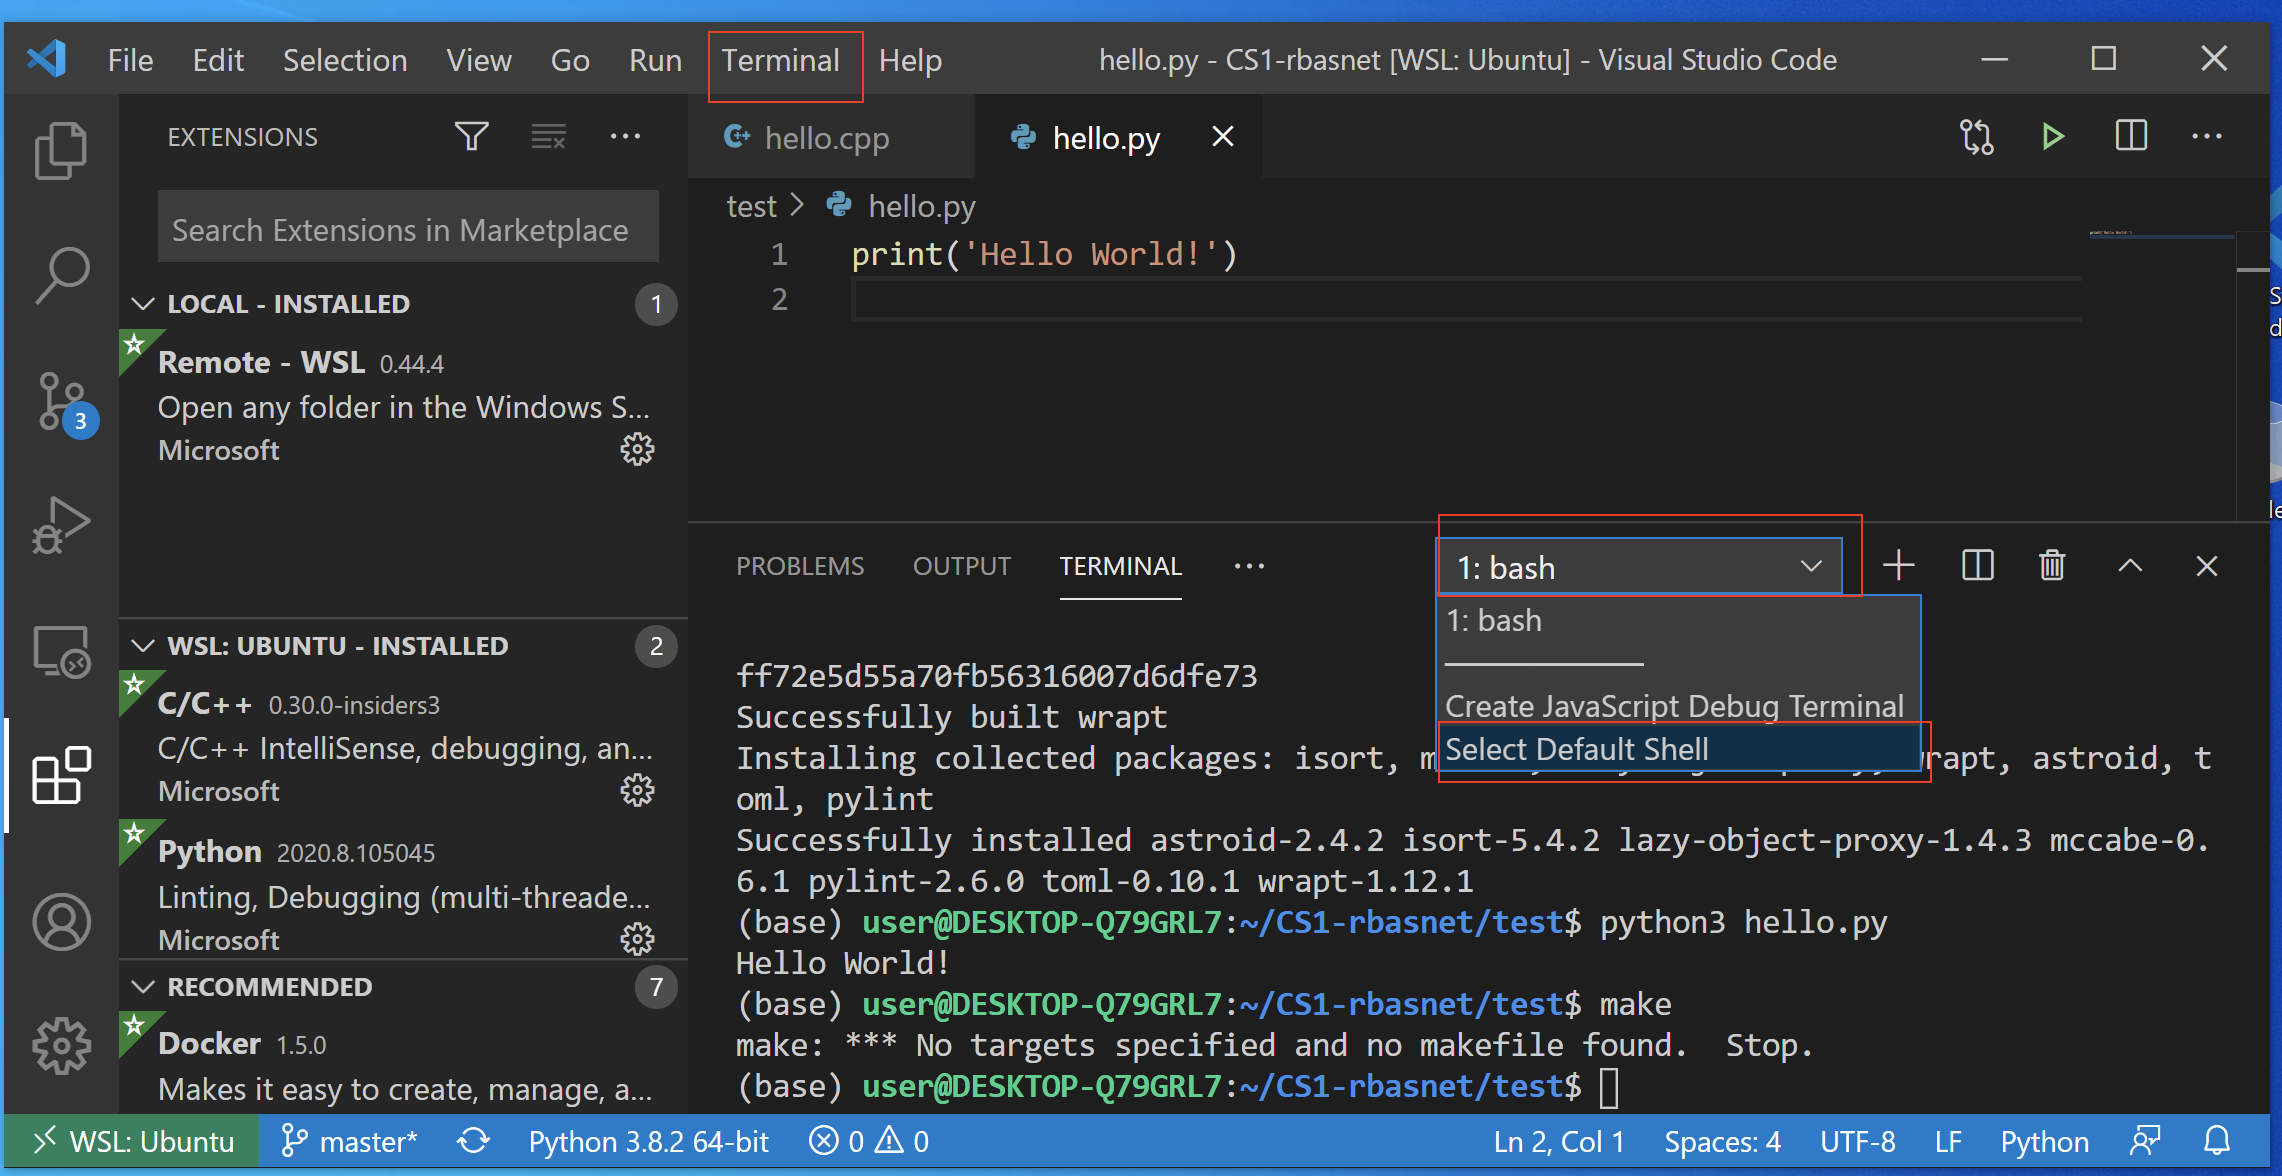 File Edit Selection View Go Run Terminal Help hello.py - CS1-rbasnet [WSL: Ubuntu] - Visual Studio Code
EXTENSIONS
Search Extensions in Marketplace
LOCAL - INSTALLED 1
Remote - WSL 0.44.4
Open any folder in the Windows S...
Microsoft
WSL: UBUNTU - INSTALLED 2
C/C++ 0.30.0-insiders3
C/C++ IntelliSense, debugging, an...
Microsoft
Python 2020.8.105045
Linting, Debugging (multi-threade...
Microsoft
RECOMMENDED 7
Docker 1.5.0
Makes it easy to create, manage, a...
3
hello.cpp hello.py
test > hello.py
1 print('Hello World!')
2
PROBLEMS OUTPUT TERMINAL ... 1: bash
1: bash
Create JavaScript Debug Terminal
Select Default Shell
ff72e5d55a70fb56316007d6dfe73
Successfully built wrapt
Installing collected packages: isort, rapt, astroid, t
oml, pylint
Successfully installed astroid-2.4.2 isort-5.4.2 lazy-object-proxy-1.4.3 mccabe-0.
6.1 pylint-2.6.0 toml-0.10.1 wrapt-1.12.1
(base) user@DESKTOP-Q79GRL7:~/CS1-rbasnet/test$ python3 hello.py
Hello World!
(base) user@DESKTOP-Q79GRL7:~/CS1-rbasnet/test$ make
make: *** No targets specified and no makefile found.  Stop.
(base) user@DESKTOP-Q79GRL7:~/CS1-rbasnet/test$
WSL: Ubuntu master* Python 3.8.2 64-bit 0 0 Ln 2, Col 1 Spaces: 4 UTF-8 LF Python